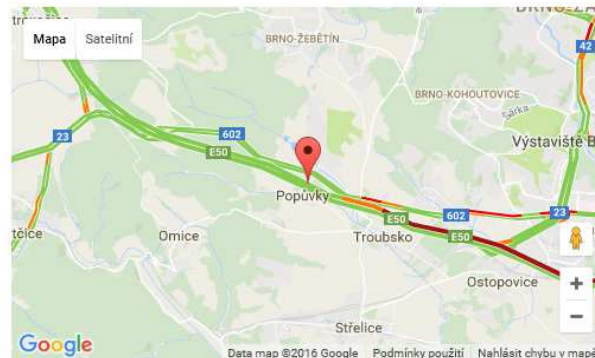 Mapa
Satelitní
BRNO-ŽEBĚTÍN
42
BRNO-KOHOUTOVICE
Šárka
23
602
E50
Výstaviště B
Popůvky
E50
602
23
Troubsko
E50
Omice
Ostopovice
Střelice
+
−
Google
Data map ©2016 Google
Podmínky použití
Nahlásit chybu v mapě